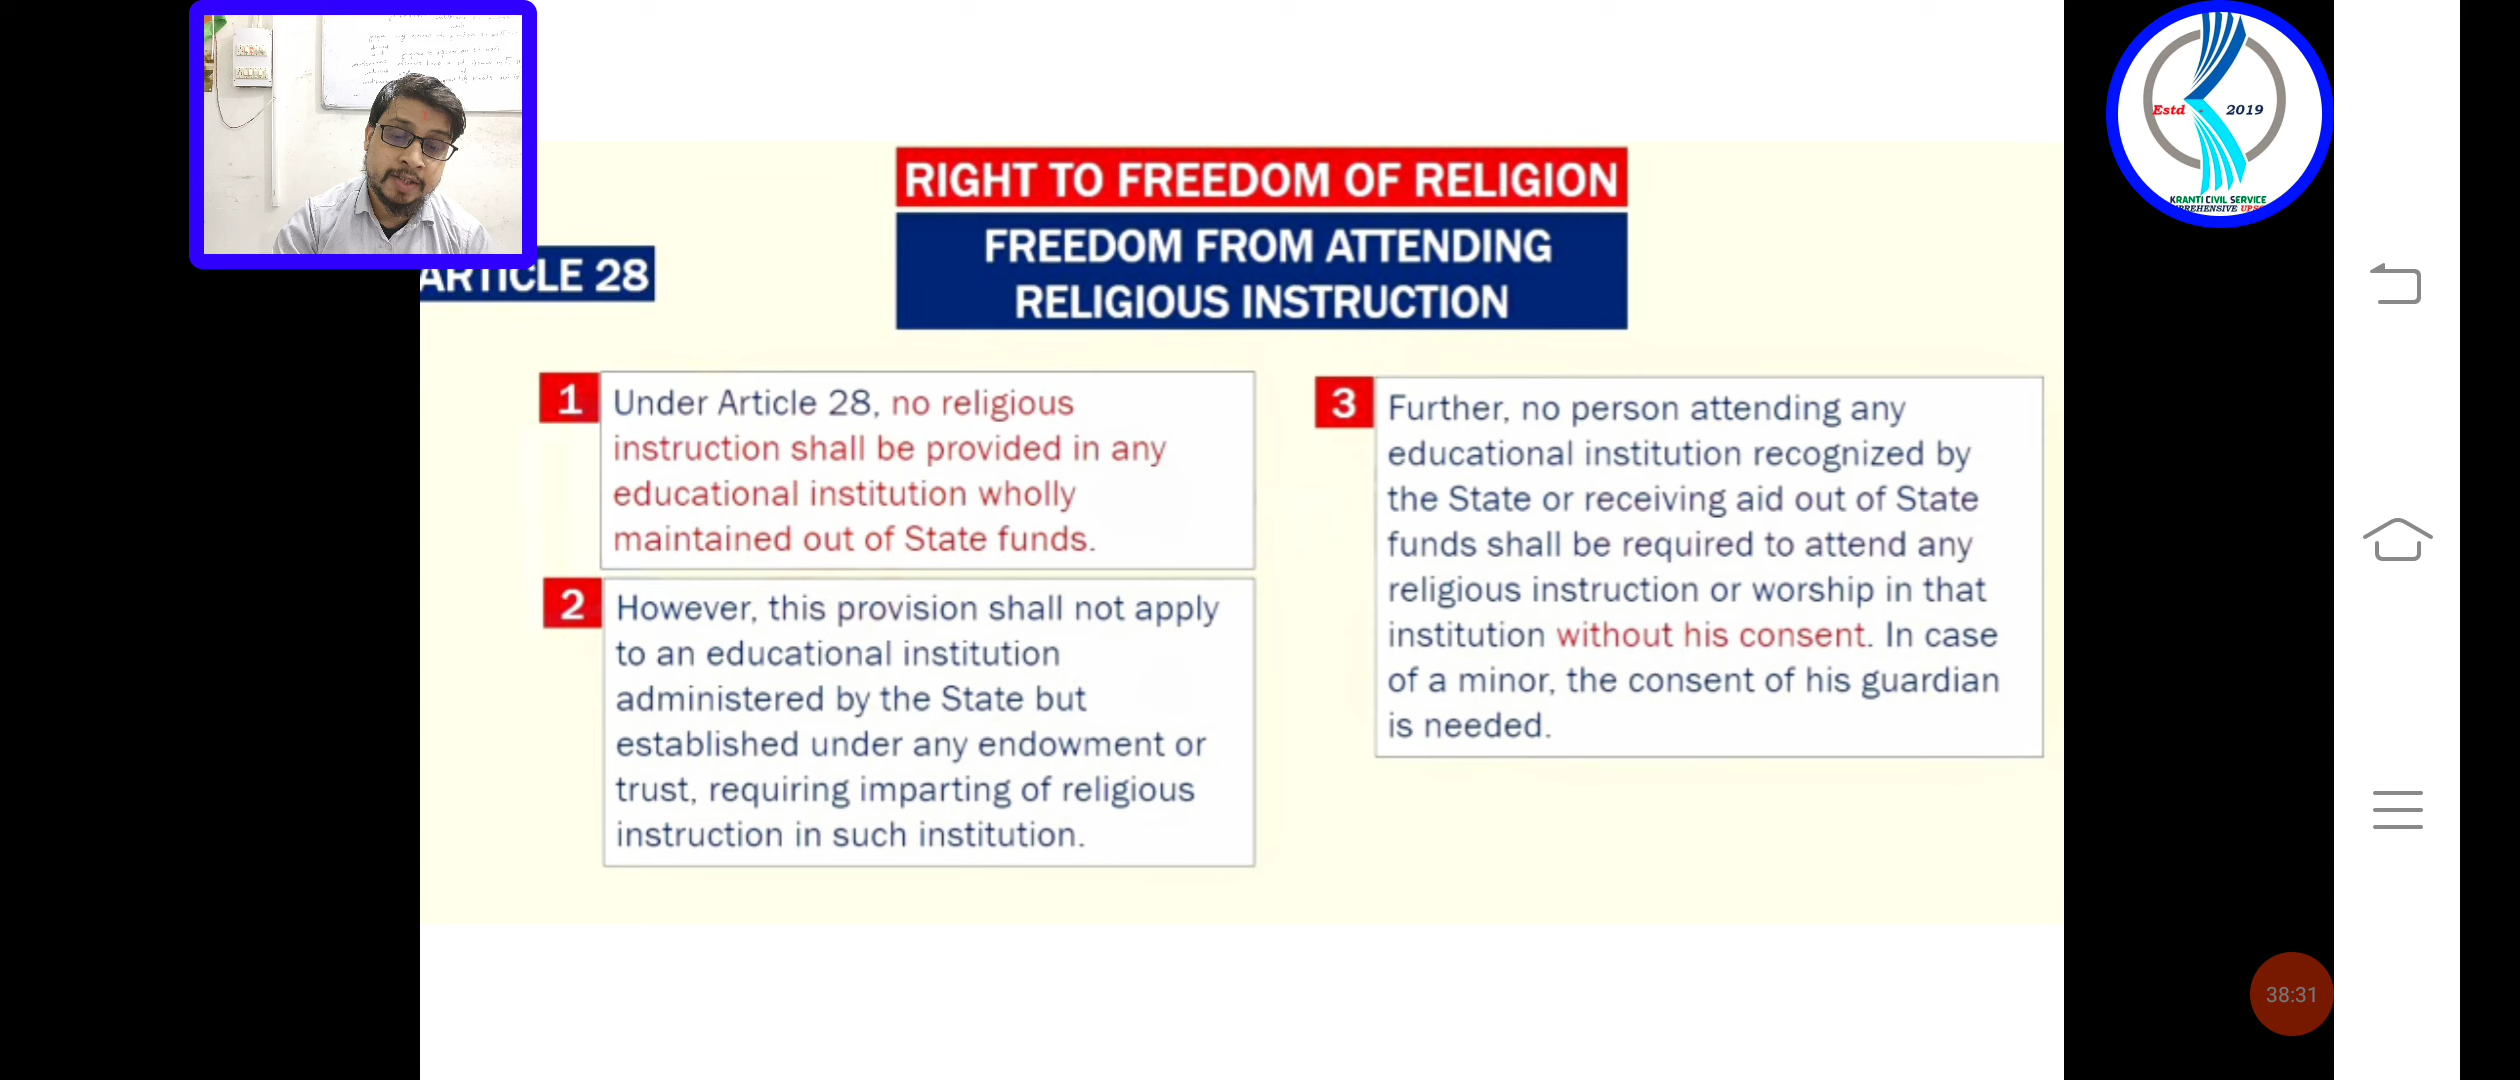 RIGHT TO FREEDOM OF RELIGION
FREEDOM FROM ATTENDING
RELIGIOUS INSTRUCTION
ARTICLE 28
1
Under Article 28, no religious
instruction shall be provided in any
educational institution wholly
maintained out of State funds.
2
However, this provision shall not apply
to an educational institution
administered by the State but
established under any endowment or
trust, requiring imparting of religious
instruction in such institution.
3
Further, no person attending any
educational institution recognized by
the State or receiving aid out of State
funds shall be required to attend any
religious instruction or worship in that
institution without his consent. In case
of a minor, the consent of his guardian
is needed.
Estd - 2019
KRANTI CIVIL SERVICE
38:31